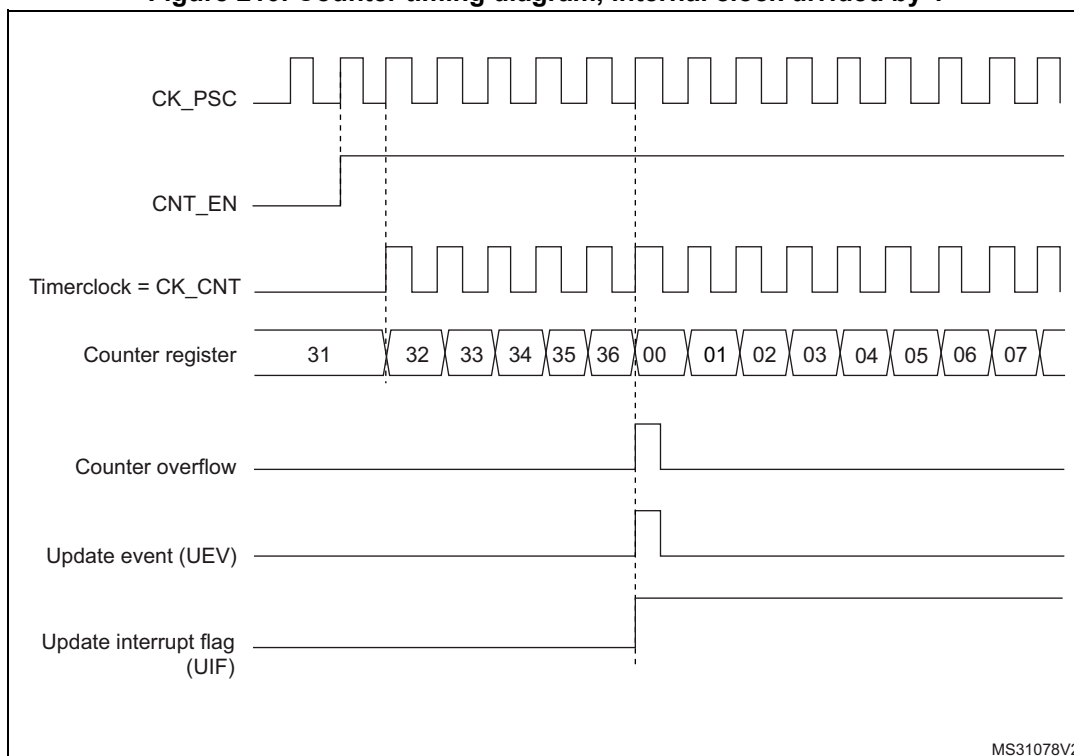 CK_PSC
CNT_EN
Timerclock = CK_CNT
Counter register 31 32 33 34 35 36 00 01 02 03 04 05 06 07
Counter overflow
Update event (UEV)
Update interrupt flag
(UIF)
MS31078V2